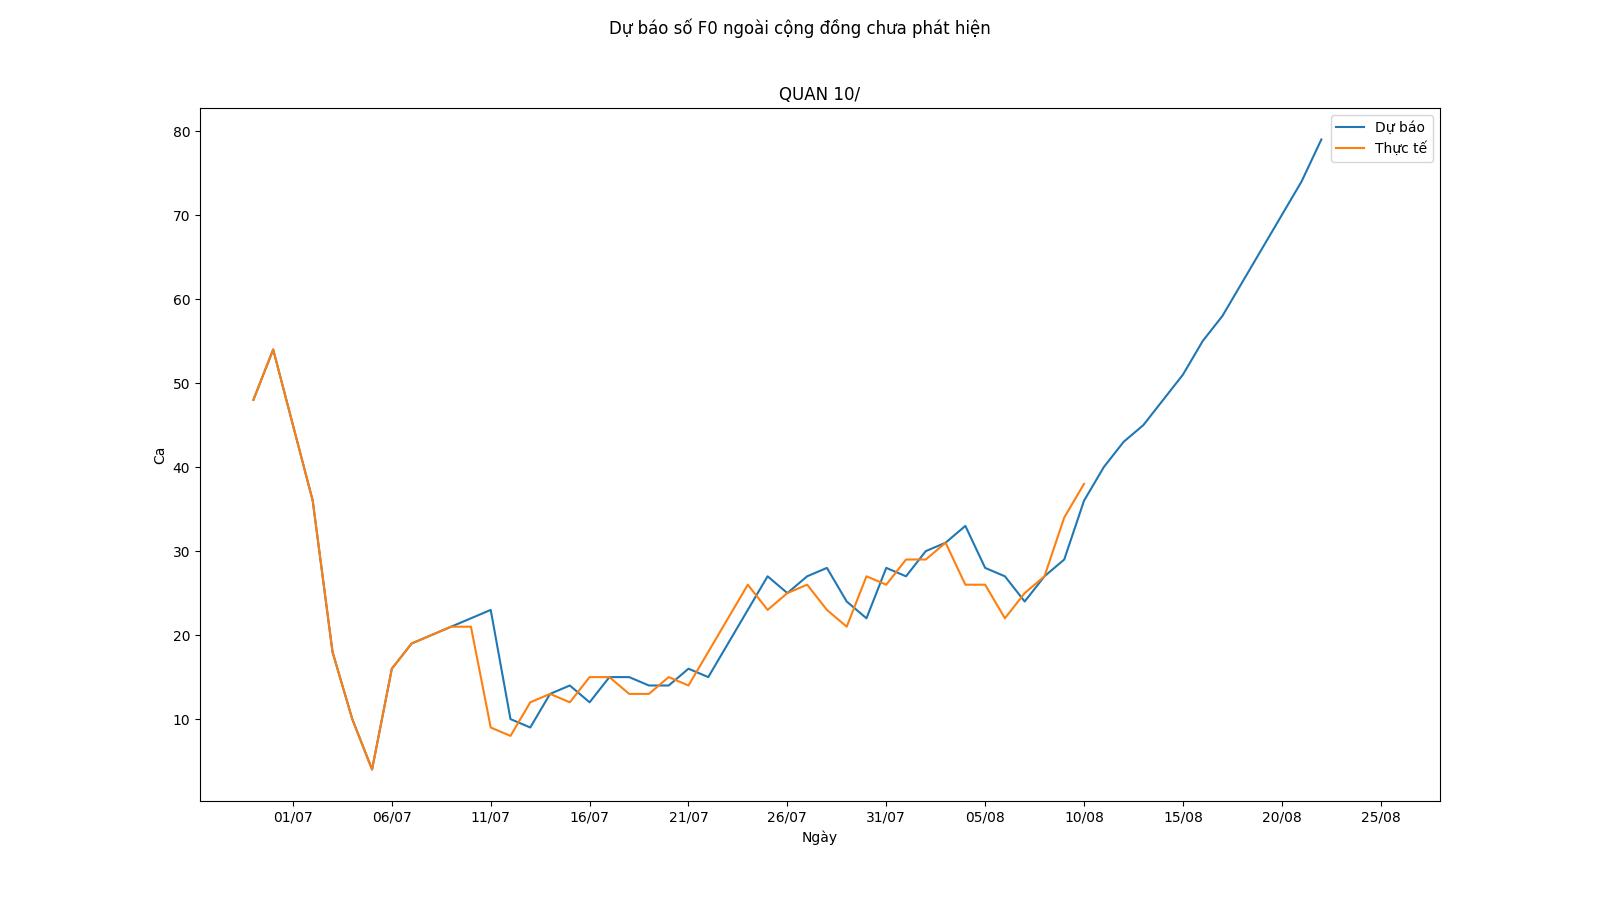 Dự báo số F0 ngoài cộng đồng chưa phát hiện
QUAN 10/
Dự báo
Thực tế
80
70
60
50
40
30
20
10
Ca
01/07 06/07 11/07 16/07 21/07 26/07 31/07 05/08 10/08 15/08 20/08 25/08
Ngày